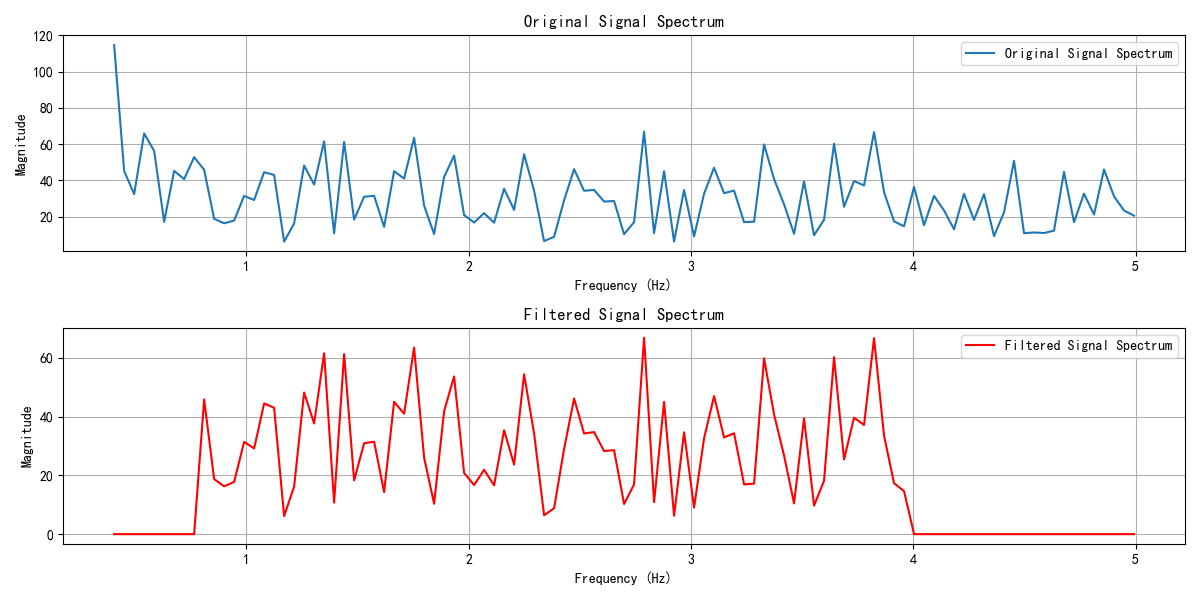 Original Signal Spectrum
120
100
80
60
40
20
Magnitude
Original Signal Spectrum
1 2 3 4 5
Frequency (Hz)
Filtered Signal Spectrum
60
40
20
0
Magnitude
Filtered Signal Spectrum
1 2 3 4 5
Frequency (Hz)